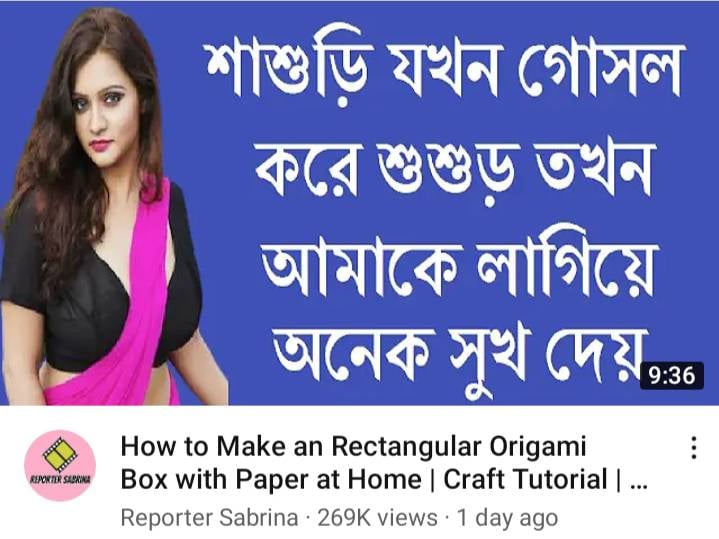 শাশুড়ি যখন গোসল
করে শুশুড় তখন
আমাকে লাগিয়ে
অনেক সুখ দেয়
9:36
REPORTER SABRINA
How to Make an Rectangular Origami
Box with Paper at Home | Craft Tutorial | ...
Reporter Sabrina · 269K views · 1 day ago